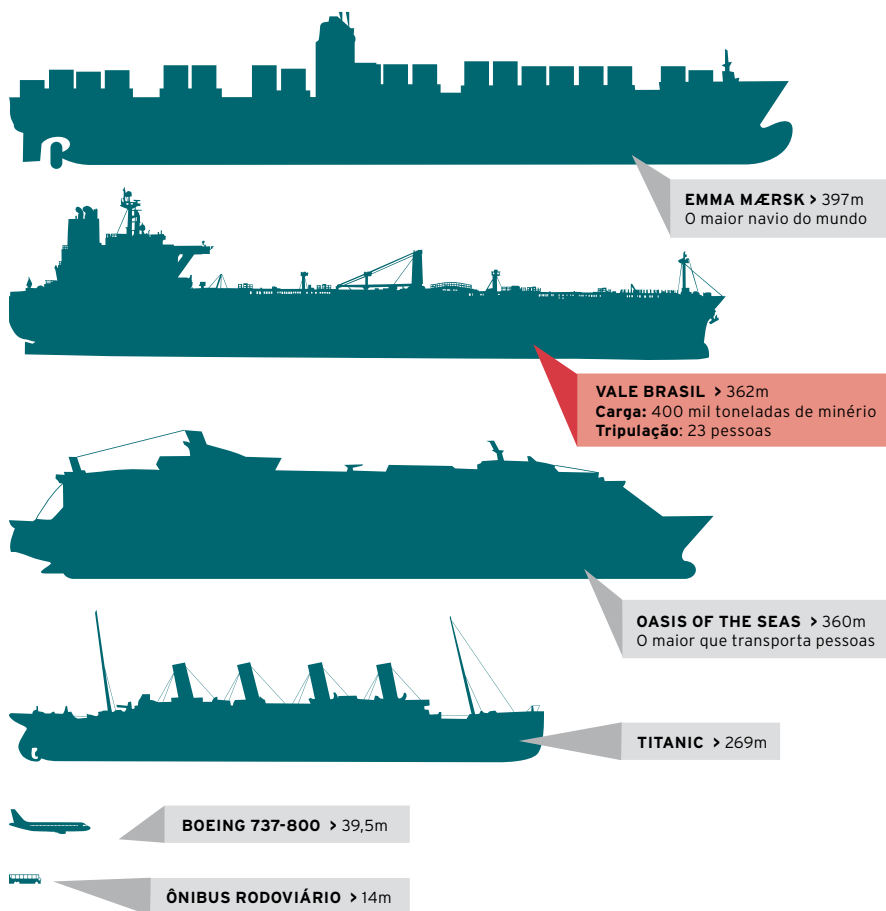 EMMA MÆRSK > 397m
O maior navio do mundo
VALE BRASIL > 362m
Carga: 400 mil toneladas de minério
Tripulação: 23 pessoas
OASIS OF THE SEAS > 360m
O maior que transporta pessoas
TITANIC > 269m
BOEING 737-800 > 39,5m
ÔNIBUS RODOVIÁRIO > 14m